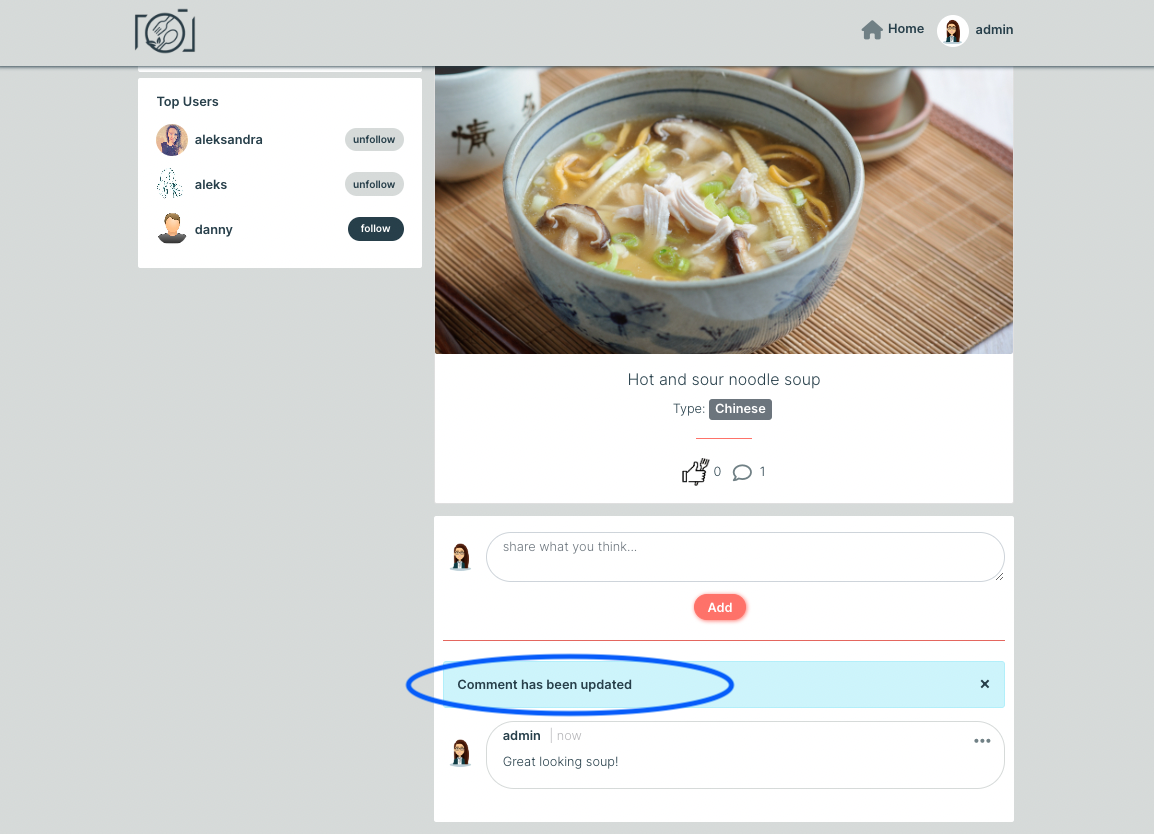 Home
admin
Top Users
aleksandra
unfollow
aleks
unfollow
danny
follow
Hot and sour noodle soup
Type: Chinese
0
1
share what you think...
Add
Comment has been updated
×
admin | now
Great looking soup!